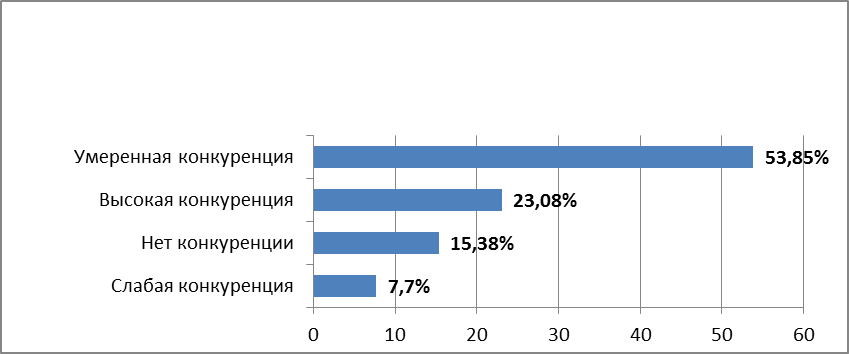 Умеренная конкуренция 53,85%
Высокая конкуренция 23,08%
Нет конкуренции 15,38%
Слабая конкуренция 7,7%
0 10 20 30 40 50 60